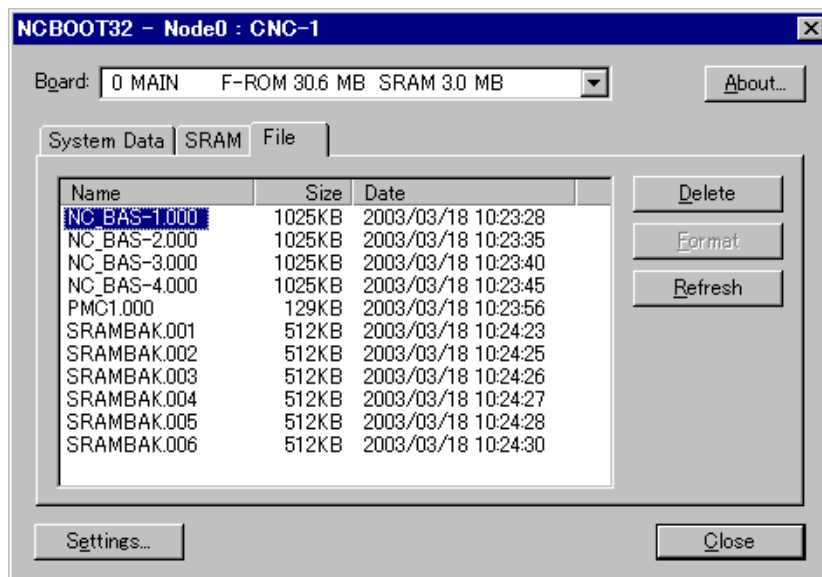 NCBOOT32 - Node0 : CNC-1
Board: 0 MAIN F-ROM 30.6 MB SRAM 3.0 MB About...
System Data SRAM File
Name Size Date
NC_BAS-1.000 1025KB 2003/03/18 10:23:28
NC_BAS-2.000 1025KB 2003/03/18 10:23:35
NC_BAS-3.000 1025KB 2003/03/18 10:23:40
NC_BAS-4.000 1025KB 2003/03/18 10:23:45
PMC1.000 129KB 2003/03/18 10:23:56
SRAMBAK.001 512KB 2003/03/18 10:24:23
SRAMBAK.002 512KB 2003/03/18 10:24:25
SRAMBAK.003 512KB 2003/03/18 10:24:26
SRAMBAK.004 512KB 2003/03/18 10:24:27
SRAMBAK.005 512KB 2003/03/18 10:24:28
SRAMBAK.006 512KB 2003/03/18 10:24:30
Delete
Format
Refresh
Settings... Close